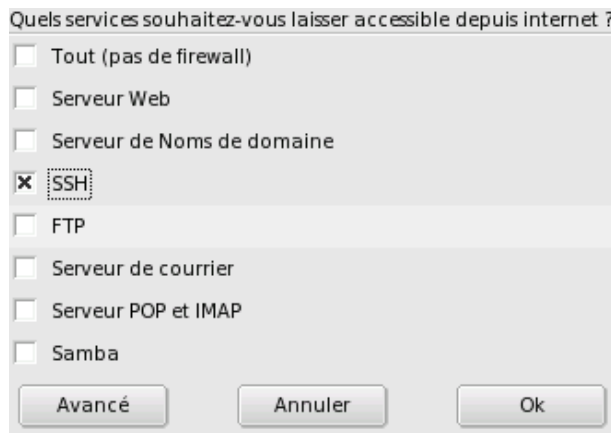 Quels services souhaitez-vous laisser accessible depuis internet ?
Tout (pas de firewall)
Serveur Web
Serveur de Noms de domaine
SSH
FTP
Serveur de courrier
Serveur POP et IMAP
Samba
Avancé Annuler Ok